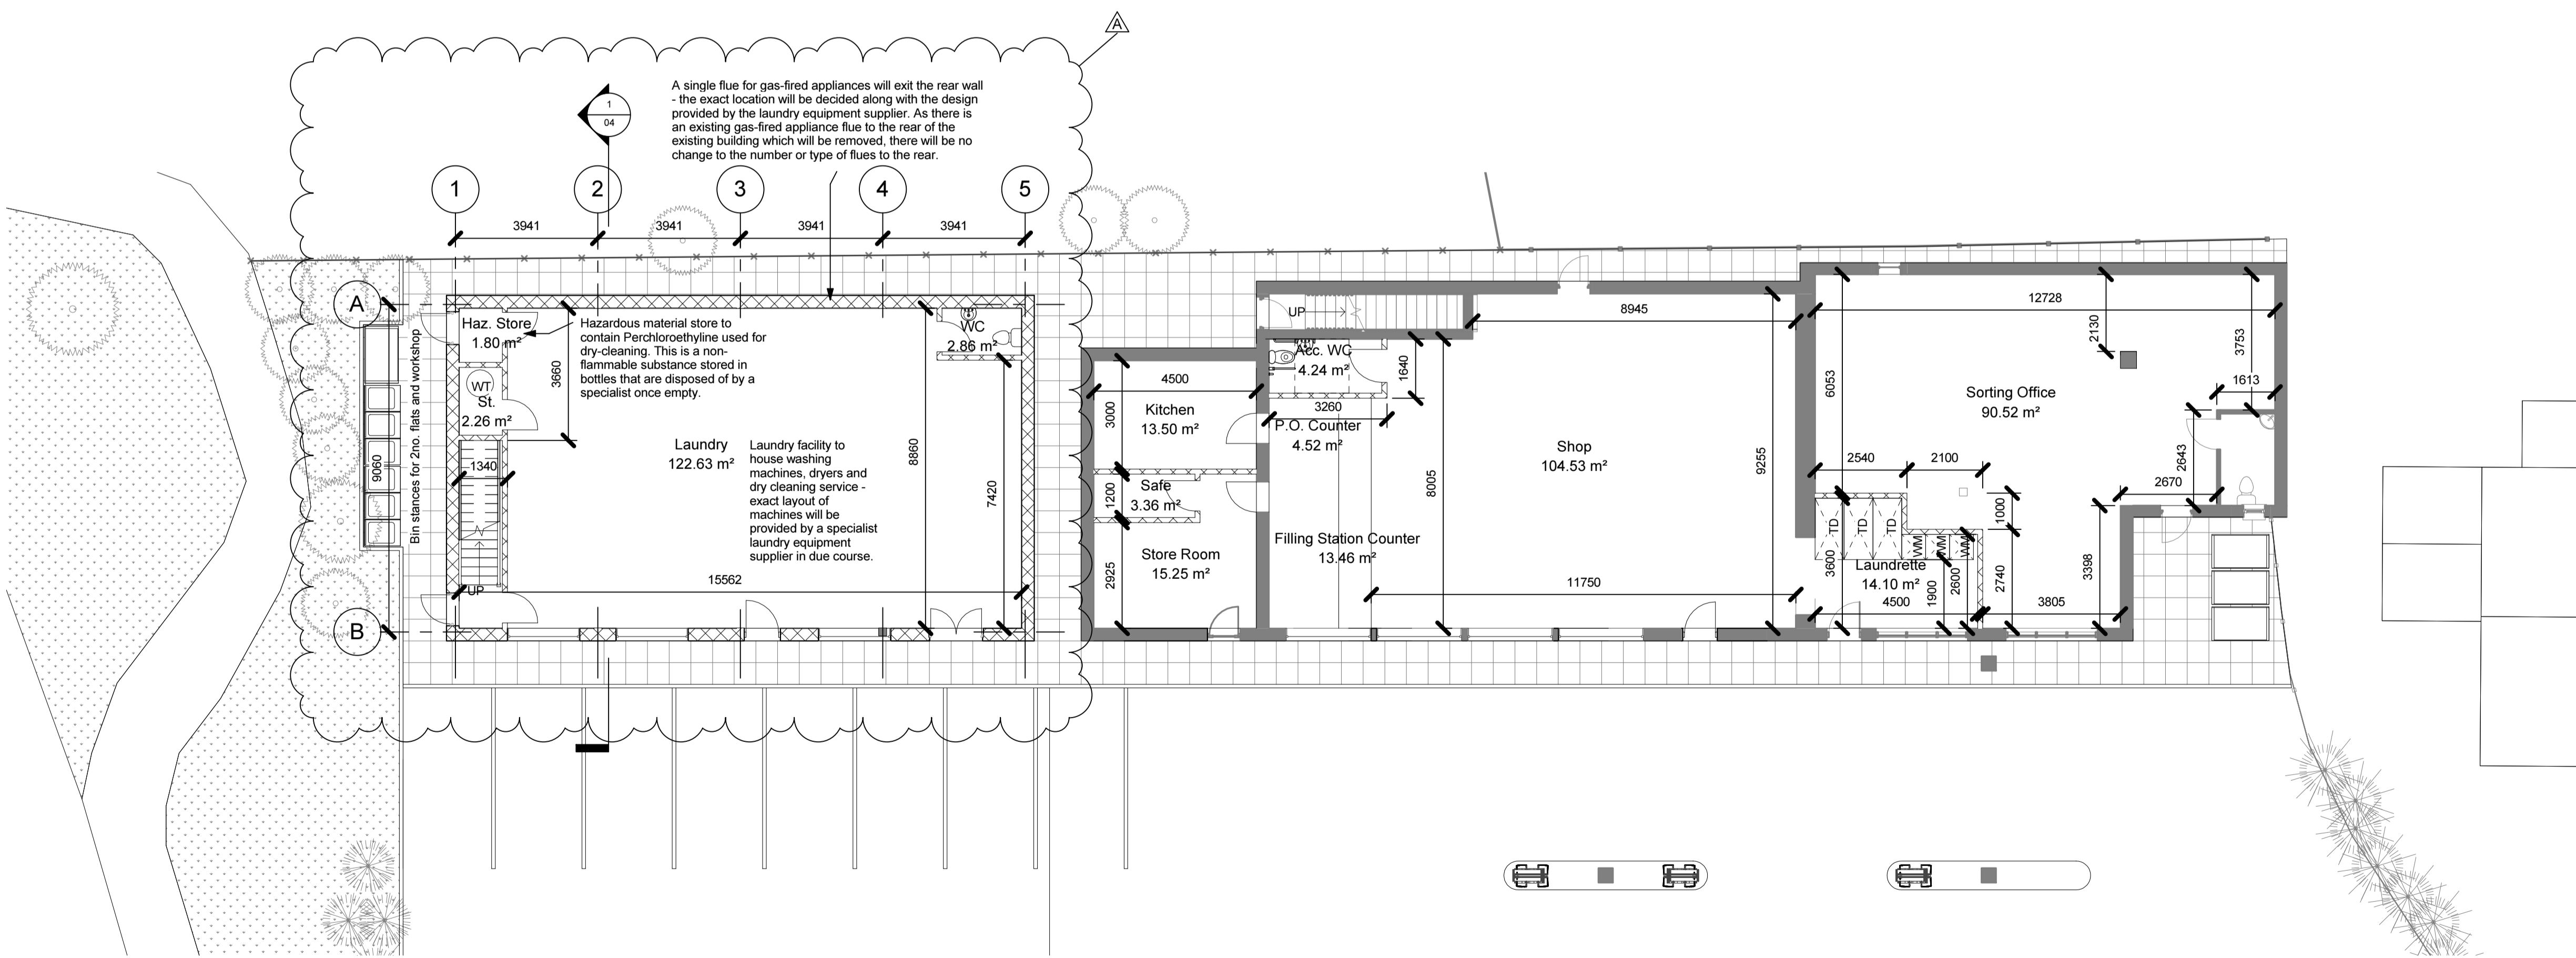 A
A single flue for gas-fired appliances will exit the rear wall
- the exact location will be decided along with the design
provided by the laundry equipment supplier. As there is
an existing gas-fired appliance flue to the rear of the
existing building which will be removed, there will be no
change to the number or type of flues to the rear.
1
04
1
2
3
4
5
3941
3941
3941
3941
A
B
9060
Bin stances for 2no. flats and workshop
Haz. Store
1.80 m²
Hazardous material store to
contain Perchloroethyline used for
dry-cleaning. This is a non-
flammable substance stored in
bottles that are disposed of by a
specialist once empty.
3660
WT
St.
2.26 m²
1340
UP
WC
2.86 m²
Laundry
122.63 m²
Laundry facility to
house washing
machines, dryers and
dry cleaning service -
exact layout of
machines will be
provided by a specialist
laundry equipment
supplier in due course.
8860
7420
15562
4500
3000
Kitchen
13.50 m²
1200
Safe
3.36 m²
2925
Store Room
15.25 m²
UP
Acc. WC
4.24 m²
1640
3260
P.O. Counter
4.52 m²
Filling Station Counter
13.46 m²
8005
8945
Shop
104.53 m²
9255
11750
12728
6053
2130
3753
1613
Sorting Office
90.52 m²
2540
2100
2643
2670
1000
TD
TD
TD
WM
WM
WM
3600
Laundrette
14.10 m²
1900
2600
2740
3398
4500
3805